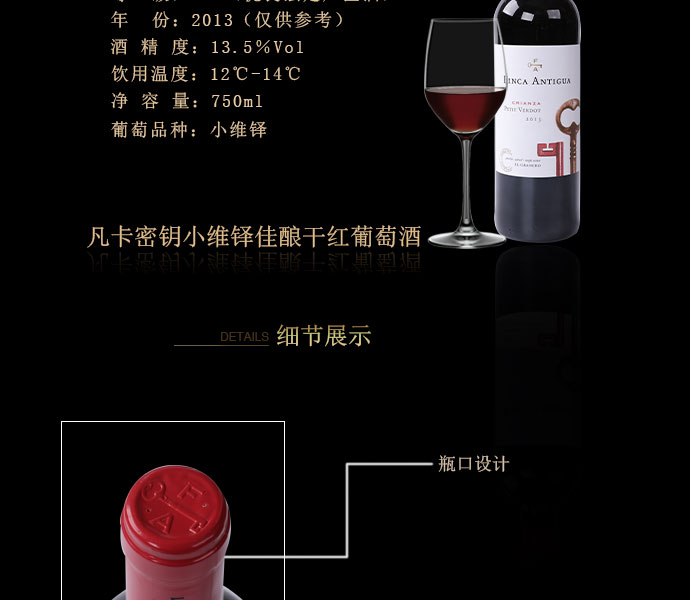 年 份：2013（仅供参考）
酒 精 度：13.5%Vol
饮用温度：12℃-14℃
净 容 量：750ml
葡萄品种：小维铎
F
A
FINCA ANTIGUA
CRIANZA
PETIT VERDOT
2013
凡卡密钥小维铎佳酿干红葡萄酒
DETAILS 细节展示
瓶口设计
F
A
F